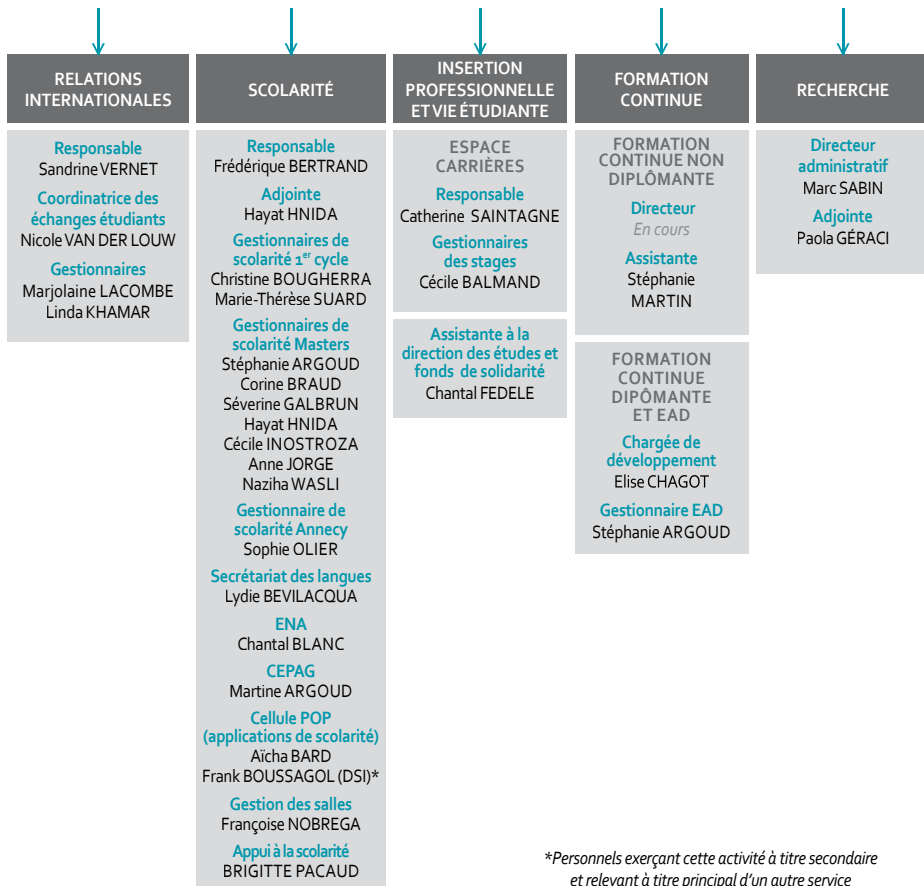 RELATIONS
INTERNATIONALES
Responsable
Sandrine VERNET
Coordinatrice des
échanges étudiants
Nicole VAN DER LOUW
Gestionnaires
Marjolaine LACOMBE
Linda KHAMAR
SCOLARITÉ
Responsable
Frédérique BERTRAND
Adjointe
Hayat HNIDA
Gestionnaires de
scolarité 1er cycle
Christine BOUGHERRA
Marie-Thérèse SUARD
Gestionnaires de
scolarité Masters
Stéphanie ARGOUD
Corine BRAUD
Séverine GALBRUN
Hayat HNIDA
Cécile INOSTROZA
Anne JORGE
Naziha WASLI
Gestionnaire de
scolarité Annecy
Sophie OLIER
Secrétariat des langues
Lydie BEVILACQUA
ENA
Chantal BLANC
CEPAG
Martine ARGOUD
Cellule POP
(applications de scolarité)
Aïcha BARD
Frank BOUSSAGOL (DSI)*
Gestion des salles
Françoise NOBREGA
Appui à la scolarité
BRIGITTE PACAUD
INSERTION
PROFESSIONNELLE
ET VIE ÉTUDIANTE
ESPACE
CARRIÈRES
Responsable
Catherine SAINTAGNE
Gestionnaires
des stages
Cécile BALMAND
Assistante à la
direction des études et
fonds de solidarité
Chantal FEDELE
FORMATION
CONTINUE
FORMATION
CONTINUE NON
DIPLÔMANTE
Directeur
En cours
Assistante
Stéphanie
MARTIN
FORMATION
CONTINUE
DIPÔMANTE
ET EAD
Chargée de
développement
Elise CHAGOT
Gestionnaire EAD
Stéphanie ARGOUD
RECHERCHE
Directeur
administratif
Marc SABIN
Adjointe
Paola GÉRACI
*Personnels exerçant cette activité à titre secondaire
et relevant à titre principal d'un autre service